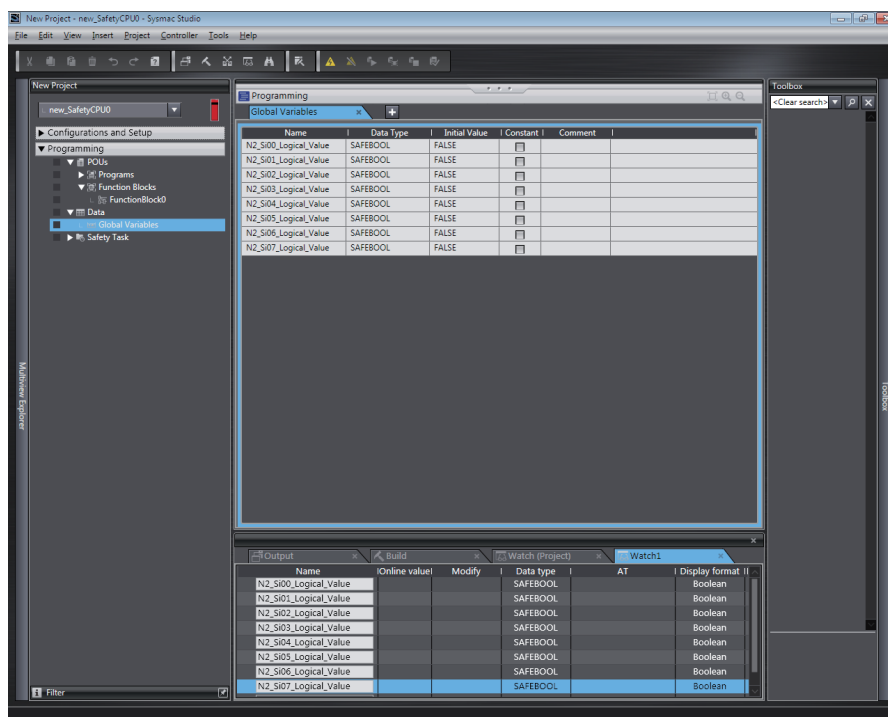 New Project - new_SafetyCPU0 - Sysmac Studio
File Edit View Insert Project Controller Tools Help
New Project
new_SafetyCPU0
Configurations and Setup
Programming
POUs
Programs
Function Blocks
FunctionBlock0
Data
Global Variables
Safety Task
Filter
Multiview Explorer
Programming
Global Variables
Name Data Type Initial Value Constant Comment
N2_Si00_Logical_Value SAFEBOOL FALSE
N2_Si01_Logical_Value SAFEBOOL FALSE
N2_Si02_Logical_Value SAFEBOOL FALSE
N2_Si03_Logical_Value SAFEBOOL FALSE
N2_Si04_Logical_Value SAFEBOOL FALSE
N2_Si05_Logical_Value SAFEBOOL FALSE
N2_Si06_Logical_Value SAFEBOOL FALSE
N2_Si07_Logical_Value SAFEBOOL FALSE
Output Build Watch (Project) Watch1
Name Online value Modify Data type AT Display format
N2_Si00_Logical_Value SAFEBOOL Boolean
N2_Si01_Logical_Value SAFEBOOL Boolean
N2_Si02_Logical_Value SAFEBOOL Boolean
N2_Si03_Logical_Value SAFEBOOL Boolean
N2_Si04_Logical_Value SAFEBOOL Boolean
N2_Si05_Logical_Value SAFEBOOL Boolean
N2_Si06_Logical_Value SAFEBOOL Boolean
N2_Si07_Logical_Value SAFEBOOL Boolean
Toolbox
<Clear search>
Toolbox